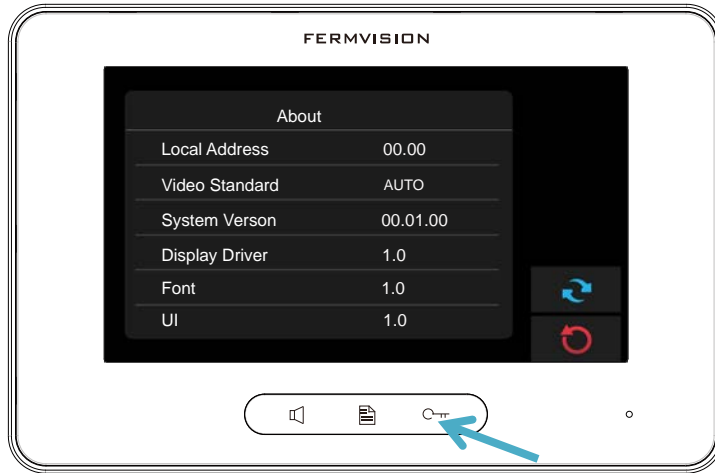 FERMVISION
About
Local Address 00.00
Video Standard AUTO
System Verson 00.01.00
Display Driver 1.0
Font 1.0
UI 1.0